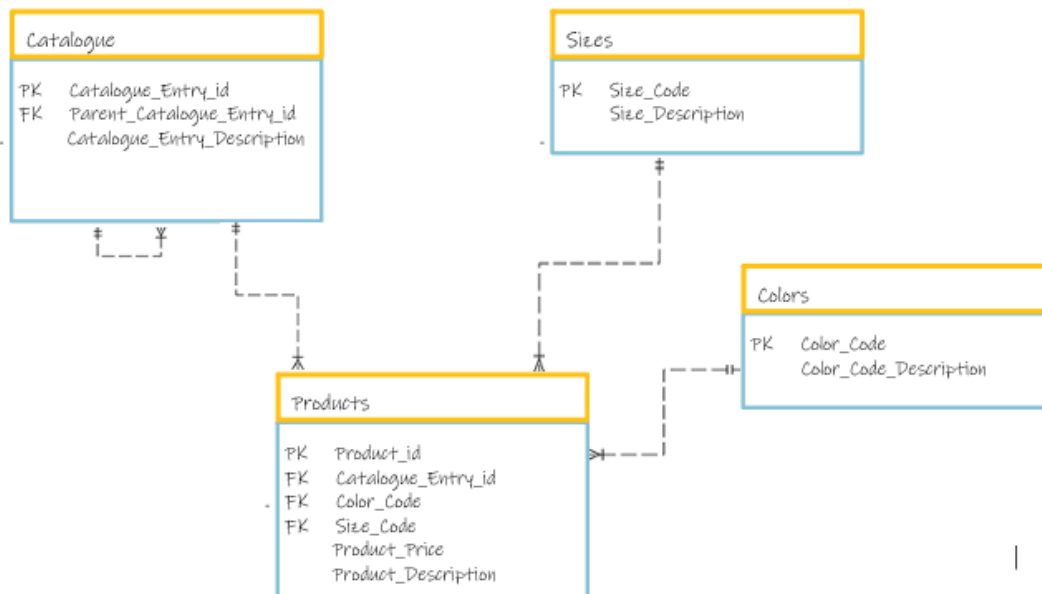 Catalogue
PK Catalogue_Entry_id
FK Parent_Catalogue_Entry_id
Catalogue_Entry_Description
Sizes
PK Size_Code
Size_Description
Colors
PK Color_Code
Color_Code_Description
Products
PK Product_id
FK Catalogue_Entry_id
FK Color_Code
FK Size_Code
Product_Price
Product_Description